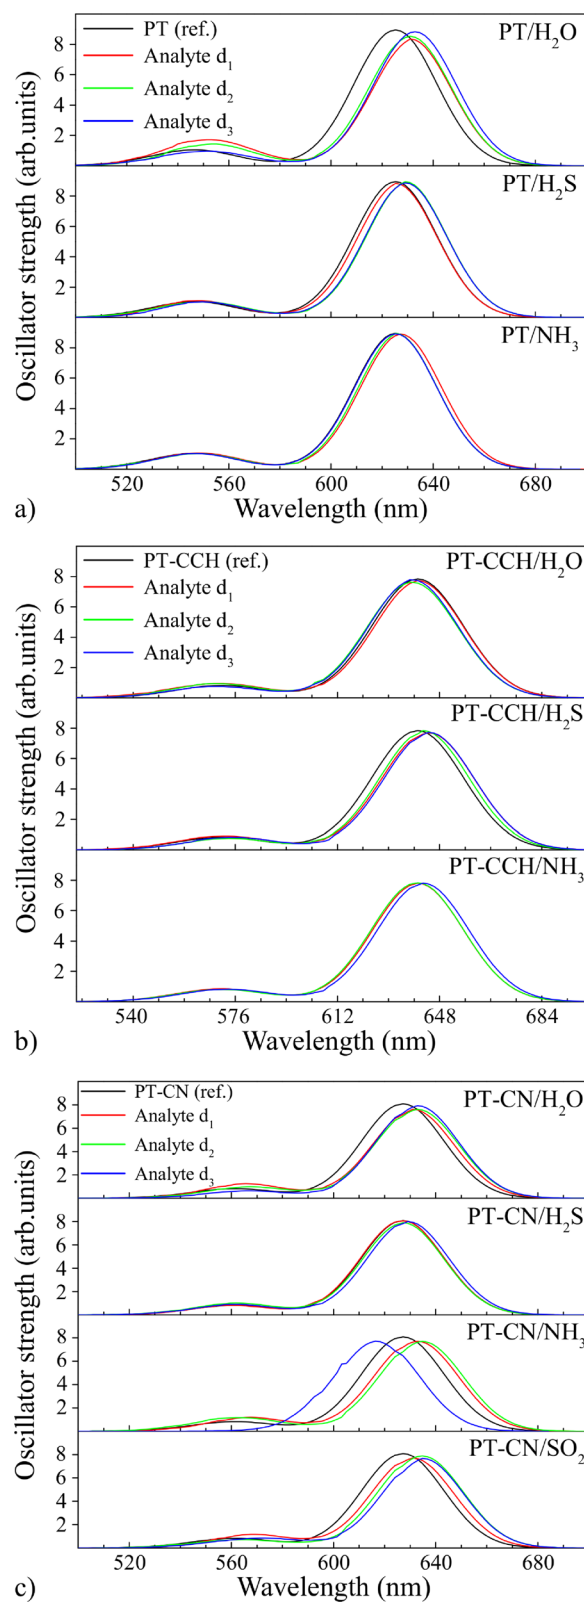 PT (ref.)
Analyte d₁
Analyte d₂
Analyte d₃
PT/H₂O
8
6
4
2
PT/H₂S
8
6
4
2
PT/NH₃
8
6
4
2
Oscillator strength (arb.units)
520 560 600 640 680
Wavelength (nm)
a)
PT-CCH (ref.)
Analyte d₁
Analyte d₂
Analyte d₃
PT-CCH/H₂O
8
6
4
2
PT-CCH/H₂S
8
6
4
2
PT-CCH/NH₃
8
6
4
2
Oscillator strength (arb.units)
540 576 612 648 684
Wavelength (nm)
b)
PT-CN (ref.)
Analyte d₁
Analyte d₂
Analyte d₃
PT-CN/H₂O
8
6
4
2
PT-CN/H₂S
8
6
4
2
PT-CN/NH₃
8
6
4
2
PT-CN/SO₂
8
6
4
2
Oscillator strength (arb.units)
520 560 600 640 680
Wavelength (nm)
c)